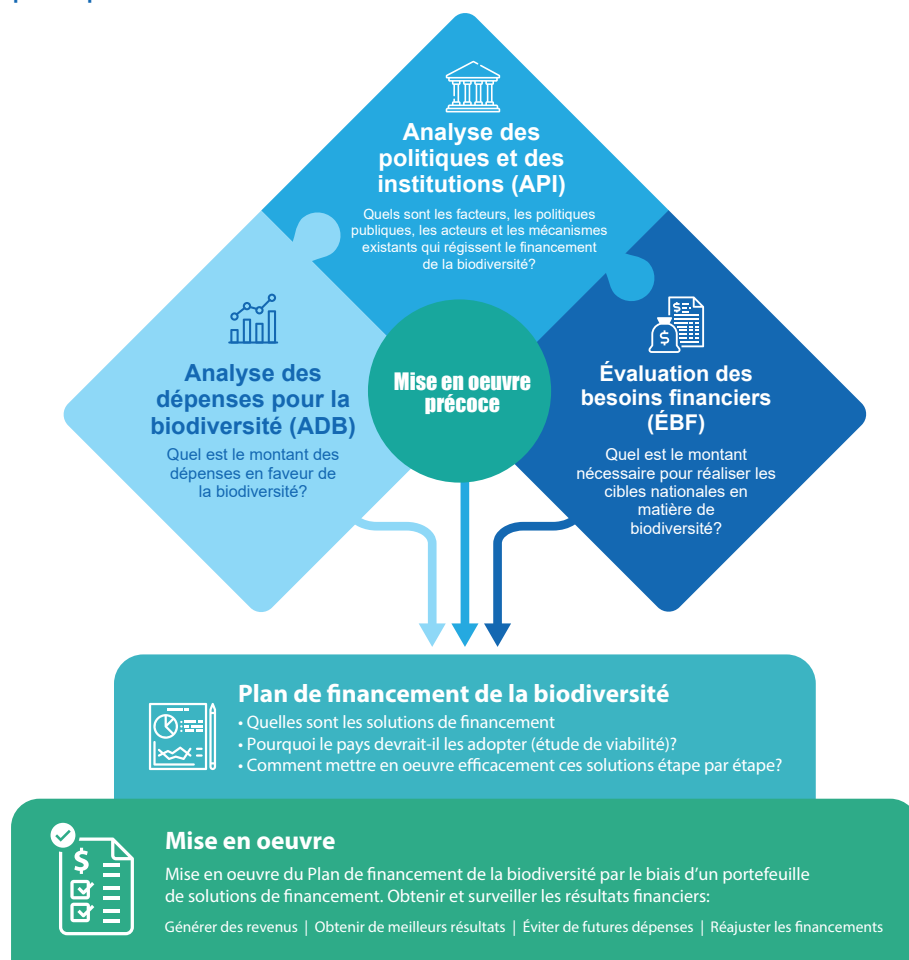 Analyse des
politiques et des
institutions (API)
Quels sont les facteurs, les politiques
publiques, les acteurs et les mécanismes
existants qui régissent le financement
de la biodiversité?
Analyse des
dépenses pour la
biodiversité (ADB)
Quel est le montant des
dépenses en faveur de
la biodiversité?
Mise en oeuvre
précoce
Évaluation des
besoins financiers
(ÉBF)
Quel est le montant
nécessaire pour réaliser les
cibles nationales en
matière de
biodiversité?
Plan de financement de la biodiversité
• Quelles sont les solutions de financement
• Pourquoi le pays devrait-il les adopter (étude de viabilité)?
• Comment mettre en oeuvre efficacement ces solutions étape par étape?
Mise en oeuvre
Mise en oeuvre du Plan de financement de la biodiversité par le biais d'un portefeuille
de solutions de financement. Obtenir et surveiller les résultats financiers:
Générer des revenus | Obtenir de meilleurs résultats | Éviter de futures dépenses | Réajuster les financements